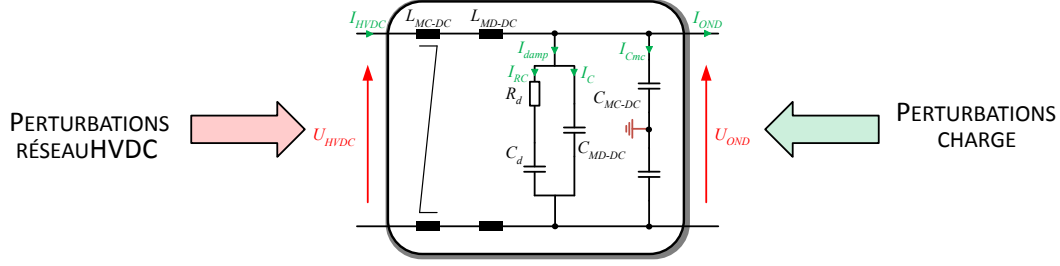 I_HVDC L_MC-DC L_MD-DC I_OND
I_damp I_Cmc
I_RC I_C
R_d C_MC-DC
PERTURBATIONS
RÉSEAUHVDC
U_HVDC
C_d C_MD-DC
U_OND
PERTURBATIONS
CHARGE